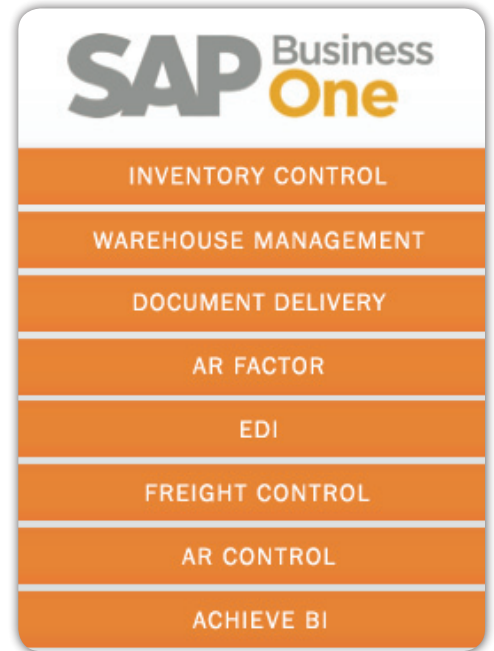 SAP Business
One
INVENTORY CONTROL
WAREHOUSE MANAGEMENT
DOCUMENT DELIVERY
AR FACTOR
EDI
FREIGHT CONTROL
AR CONTROL
ACHIEVE BI